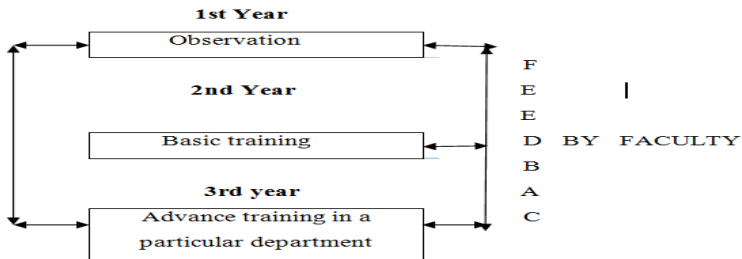 1st Year
Observation
2nd Year
Basic training
3rd year
Advance training in a
particular department
F
E
E
D BY FACULTY
B
A
C